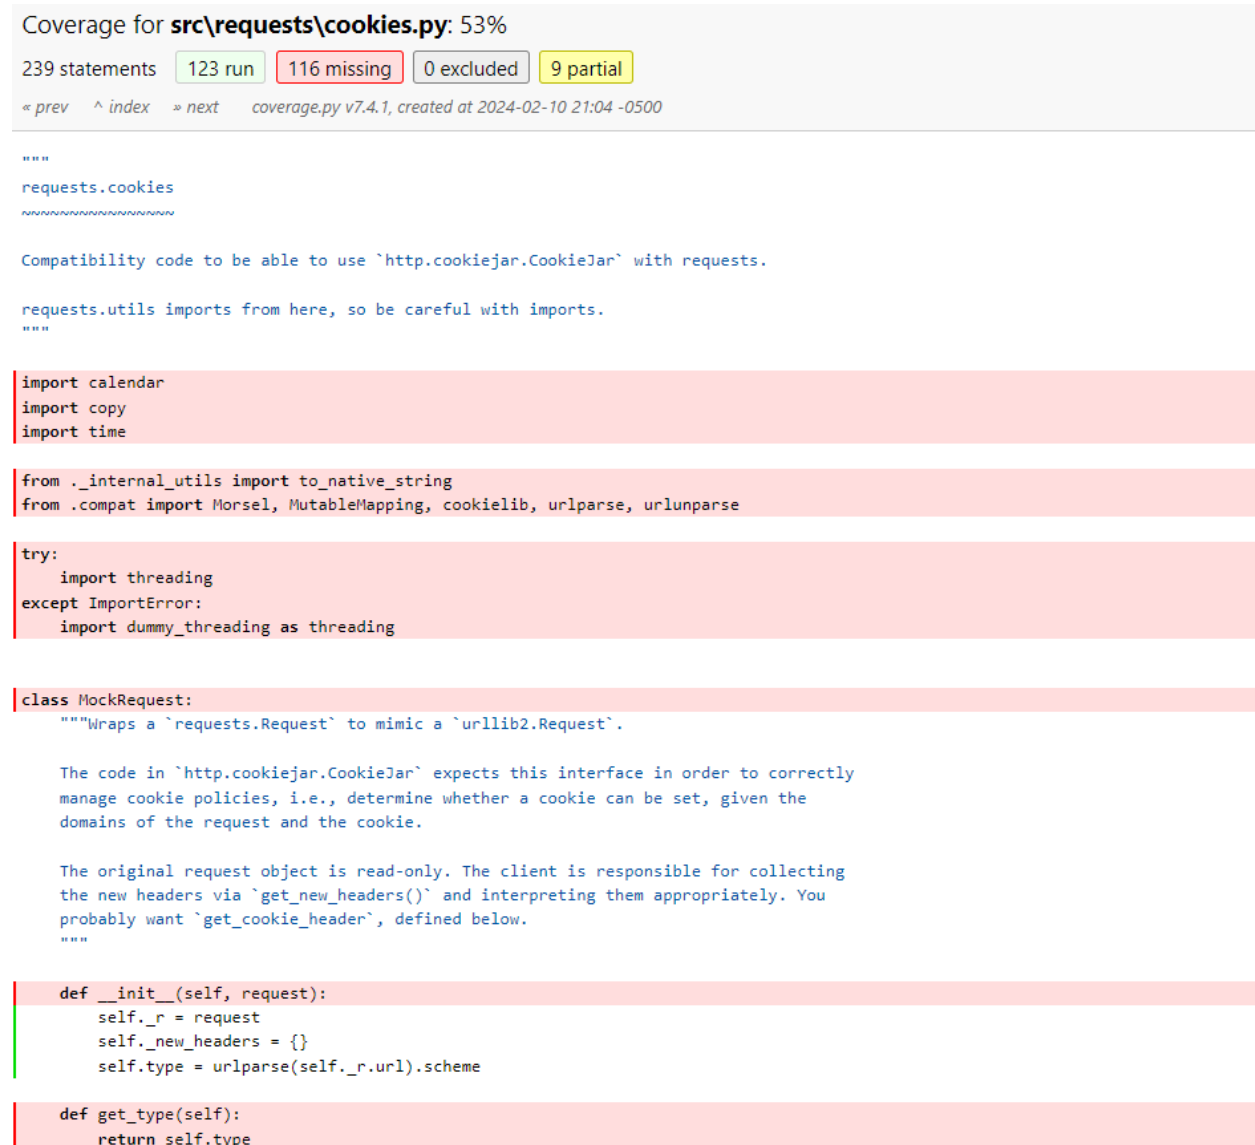 Coverage for src\requests\cookies.py: 53%
239 statements 123 run 116 missing 0 excluded 9 partial
« prev ^ index » next coverage.py v7.4.1, created at 2024-02-10 21:04 -0500
"""
requests.cookies
~~~~~~~~~~~~~~~~
Compatibility code to be able to use `http.cookiejar.CookieJar` with requests.
requests.utils imports from here, so be careful with imports.
"""
import calendar
import copy
import time
from ._internal_utils import to_native_string
from .compat import Morsel, MutableMapping, cookielib, urlparse, urlunparse
try:
    import threading
except ImportError:
    import dummy_threading as threading
class MockRequest:
    """Wraps a `requests.Request` to mimic a `urllib2.Request`.
    The code in `http.cookiejar.CookieJar` expects this interface in order to correctly
    manage cookie policies, i.e., determine whether a cookie can be set, given the
    domains of the request and the cookie.
    The original request object is read-only. The client is responsible for collecting
    the new headers via `get_new_headers()` and interpreting them appropriately. You
    probably want `get_cookie_header`, defined below.
    """
    def __init__(self, request):
        self._r = request
        self._new_headers = {}
        self.type = urlparse(self._r.url).scheme
    def get_type(self):
        return self.type